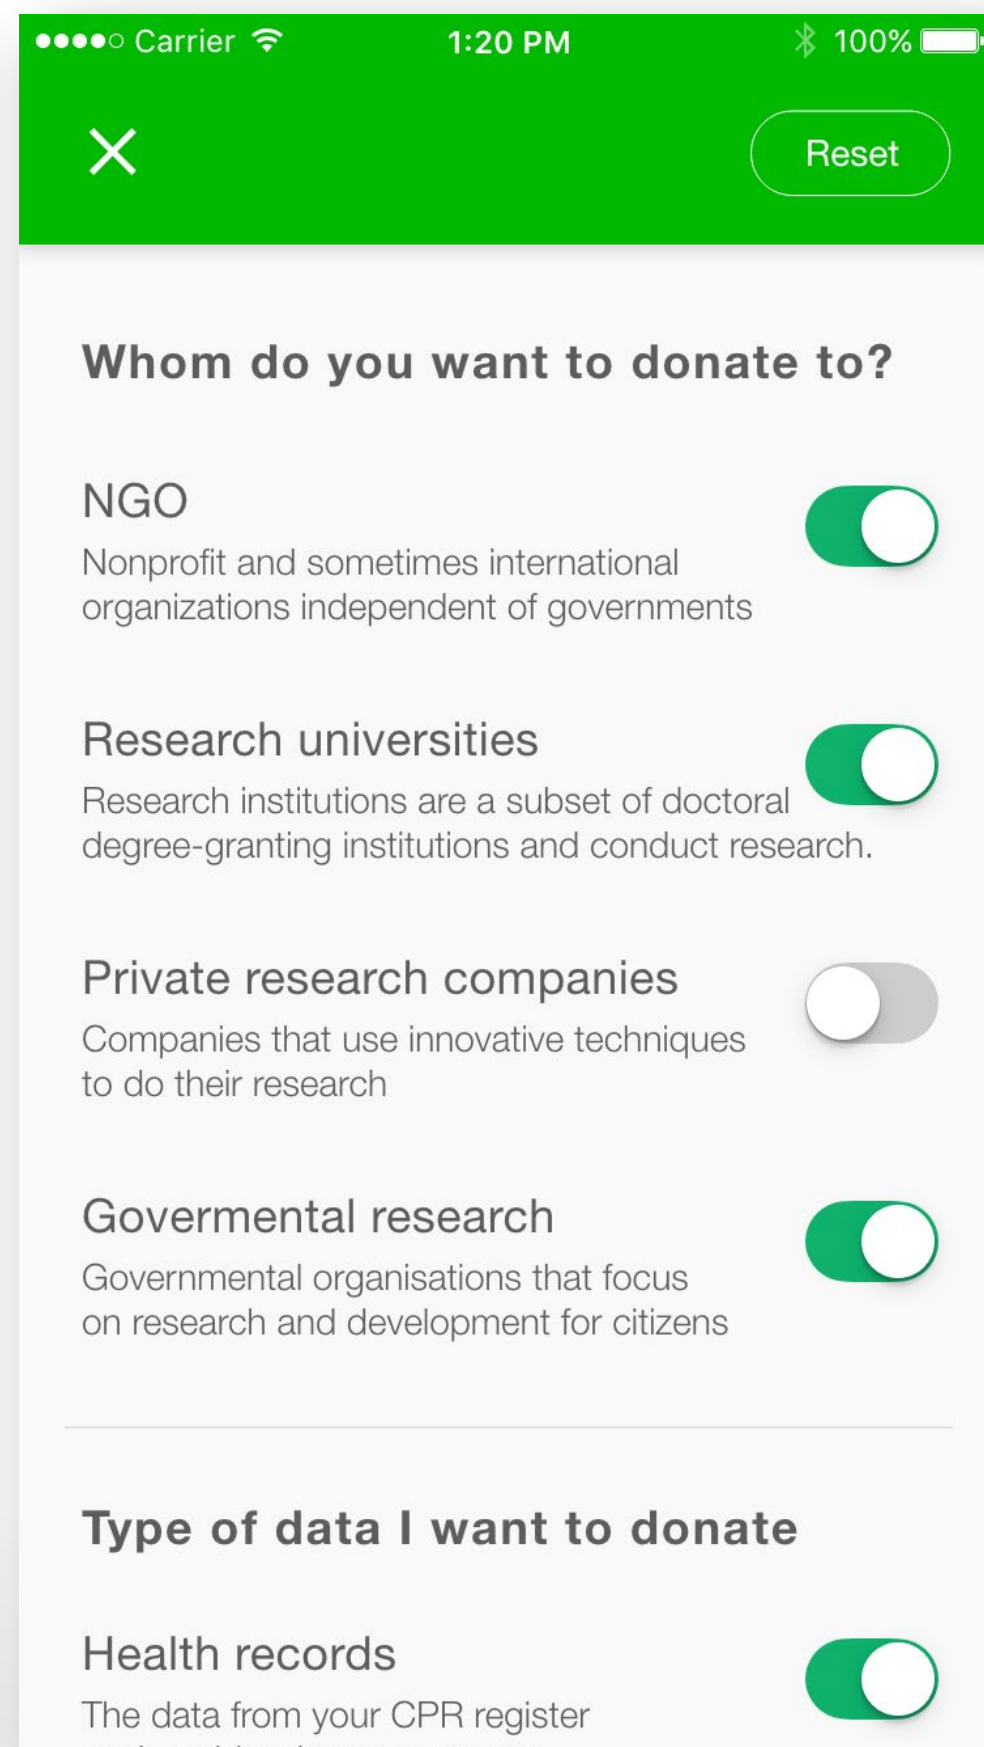 Carrier 1:20 PM 100%
Reset
Whom do you want to donate to?
NGO
Nonprofit and sometimes international
organizations independent of governments
Research universities
Research institutions are a subset of doctoral
degree-granting institutions and conduct research.
Private research companies
Companies that use innovative techniques
to do their research
Govermental research
Governmental organisations that focus
on research and development for citizens
Type of data I want to donate
Health records
The data from your CPR register